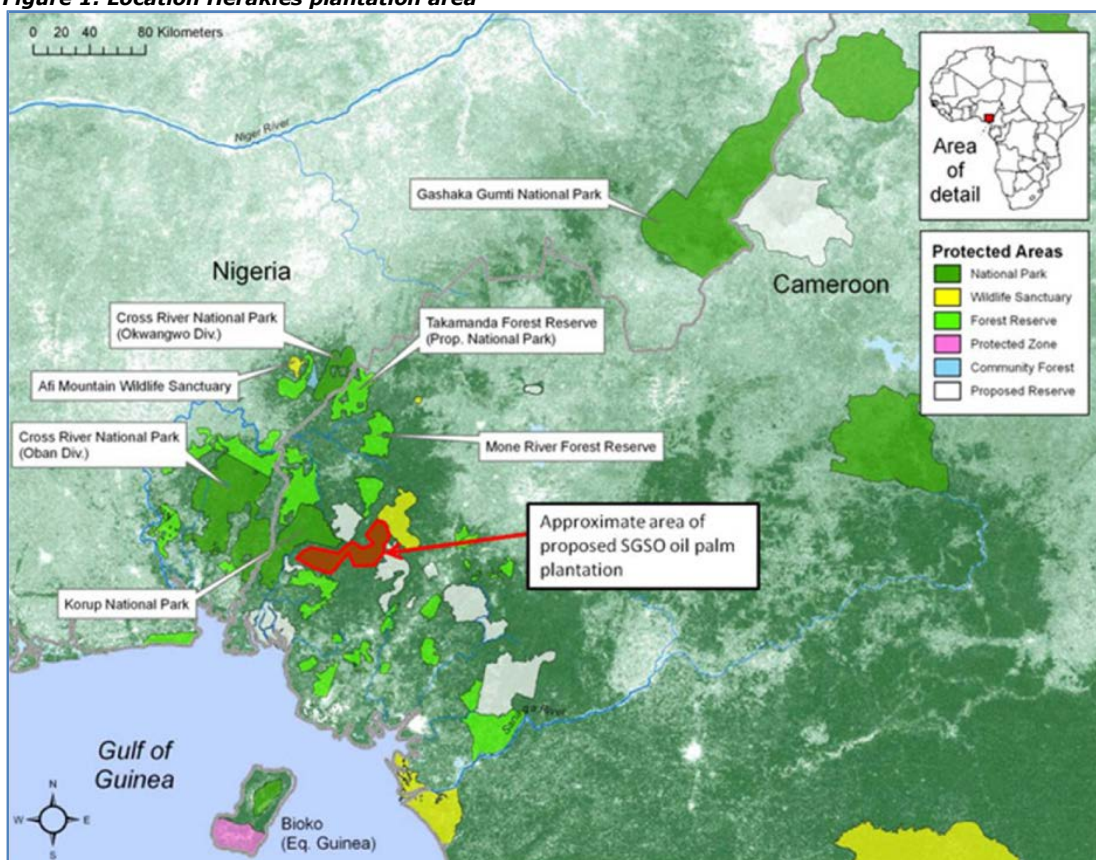 Figure 1: Location Herakles plantation area
0 20 40 80 Kilometers
Niger River
Area
of
detail
Gashaka Gumti National Park
Nigeria
Cameroon
Protected Areas
National Park
Wildlife Sanctuary
Forest Reserve
Protected Zone
Community Forest
Proposed Reserve
Cross River National Park
(Okwangwo Div.)
Takamanda Forest Reserve
(Prop. National Park)
Afi Mountain Wildlife Sanctuary
Cross River National Park
(Oban Div.)
Mone River Forest Reserve
Approximate area of
proposed SGSO oil palm
plantation
Korup National Park
Gulf of
Guinea
Bioko
(Eq. Guinea)
N
W E
S